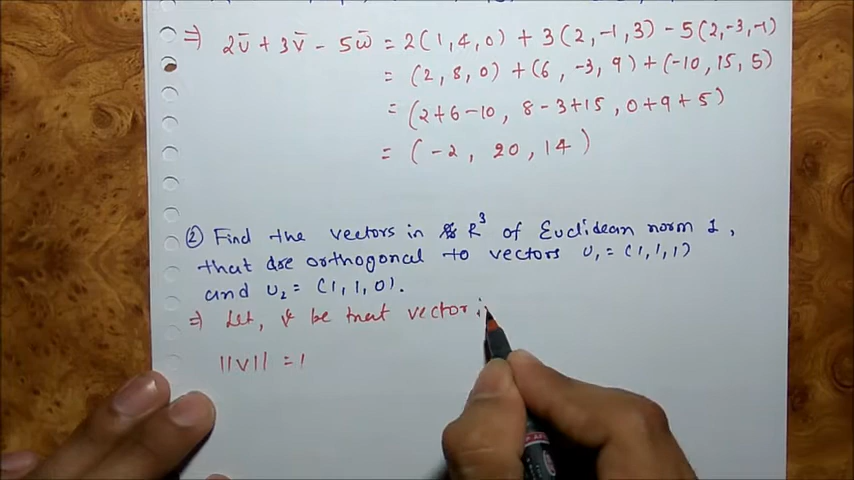 ⇒ 2ū + 3v̄ - 5w̄ = 2(1,4,0) + 3(2,-1,3) - 5(2,-3,-1)
= (2,8,0) + (6,-3,9) + (-10,15,5)
= (2+6-10, 8-3+15, 0+9+5)
= (-2, 20, 14)
② Find the vectors in R³ of Euclidean norm 1,
that are orthogonal to vectors u₁ = (1,1,1)
and u₂ = (1,1,0).
⇒ Let, v be that vector
||v|| = 1